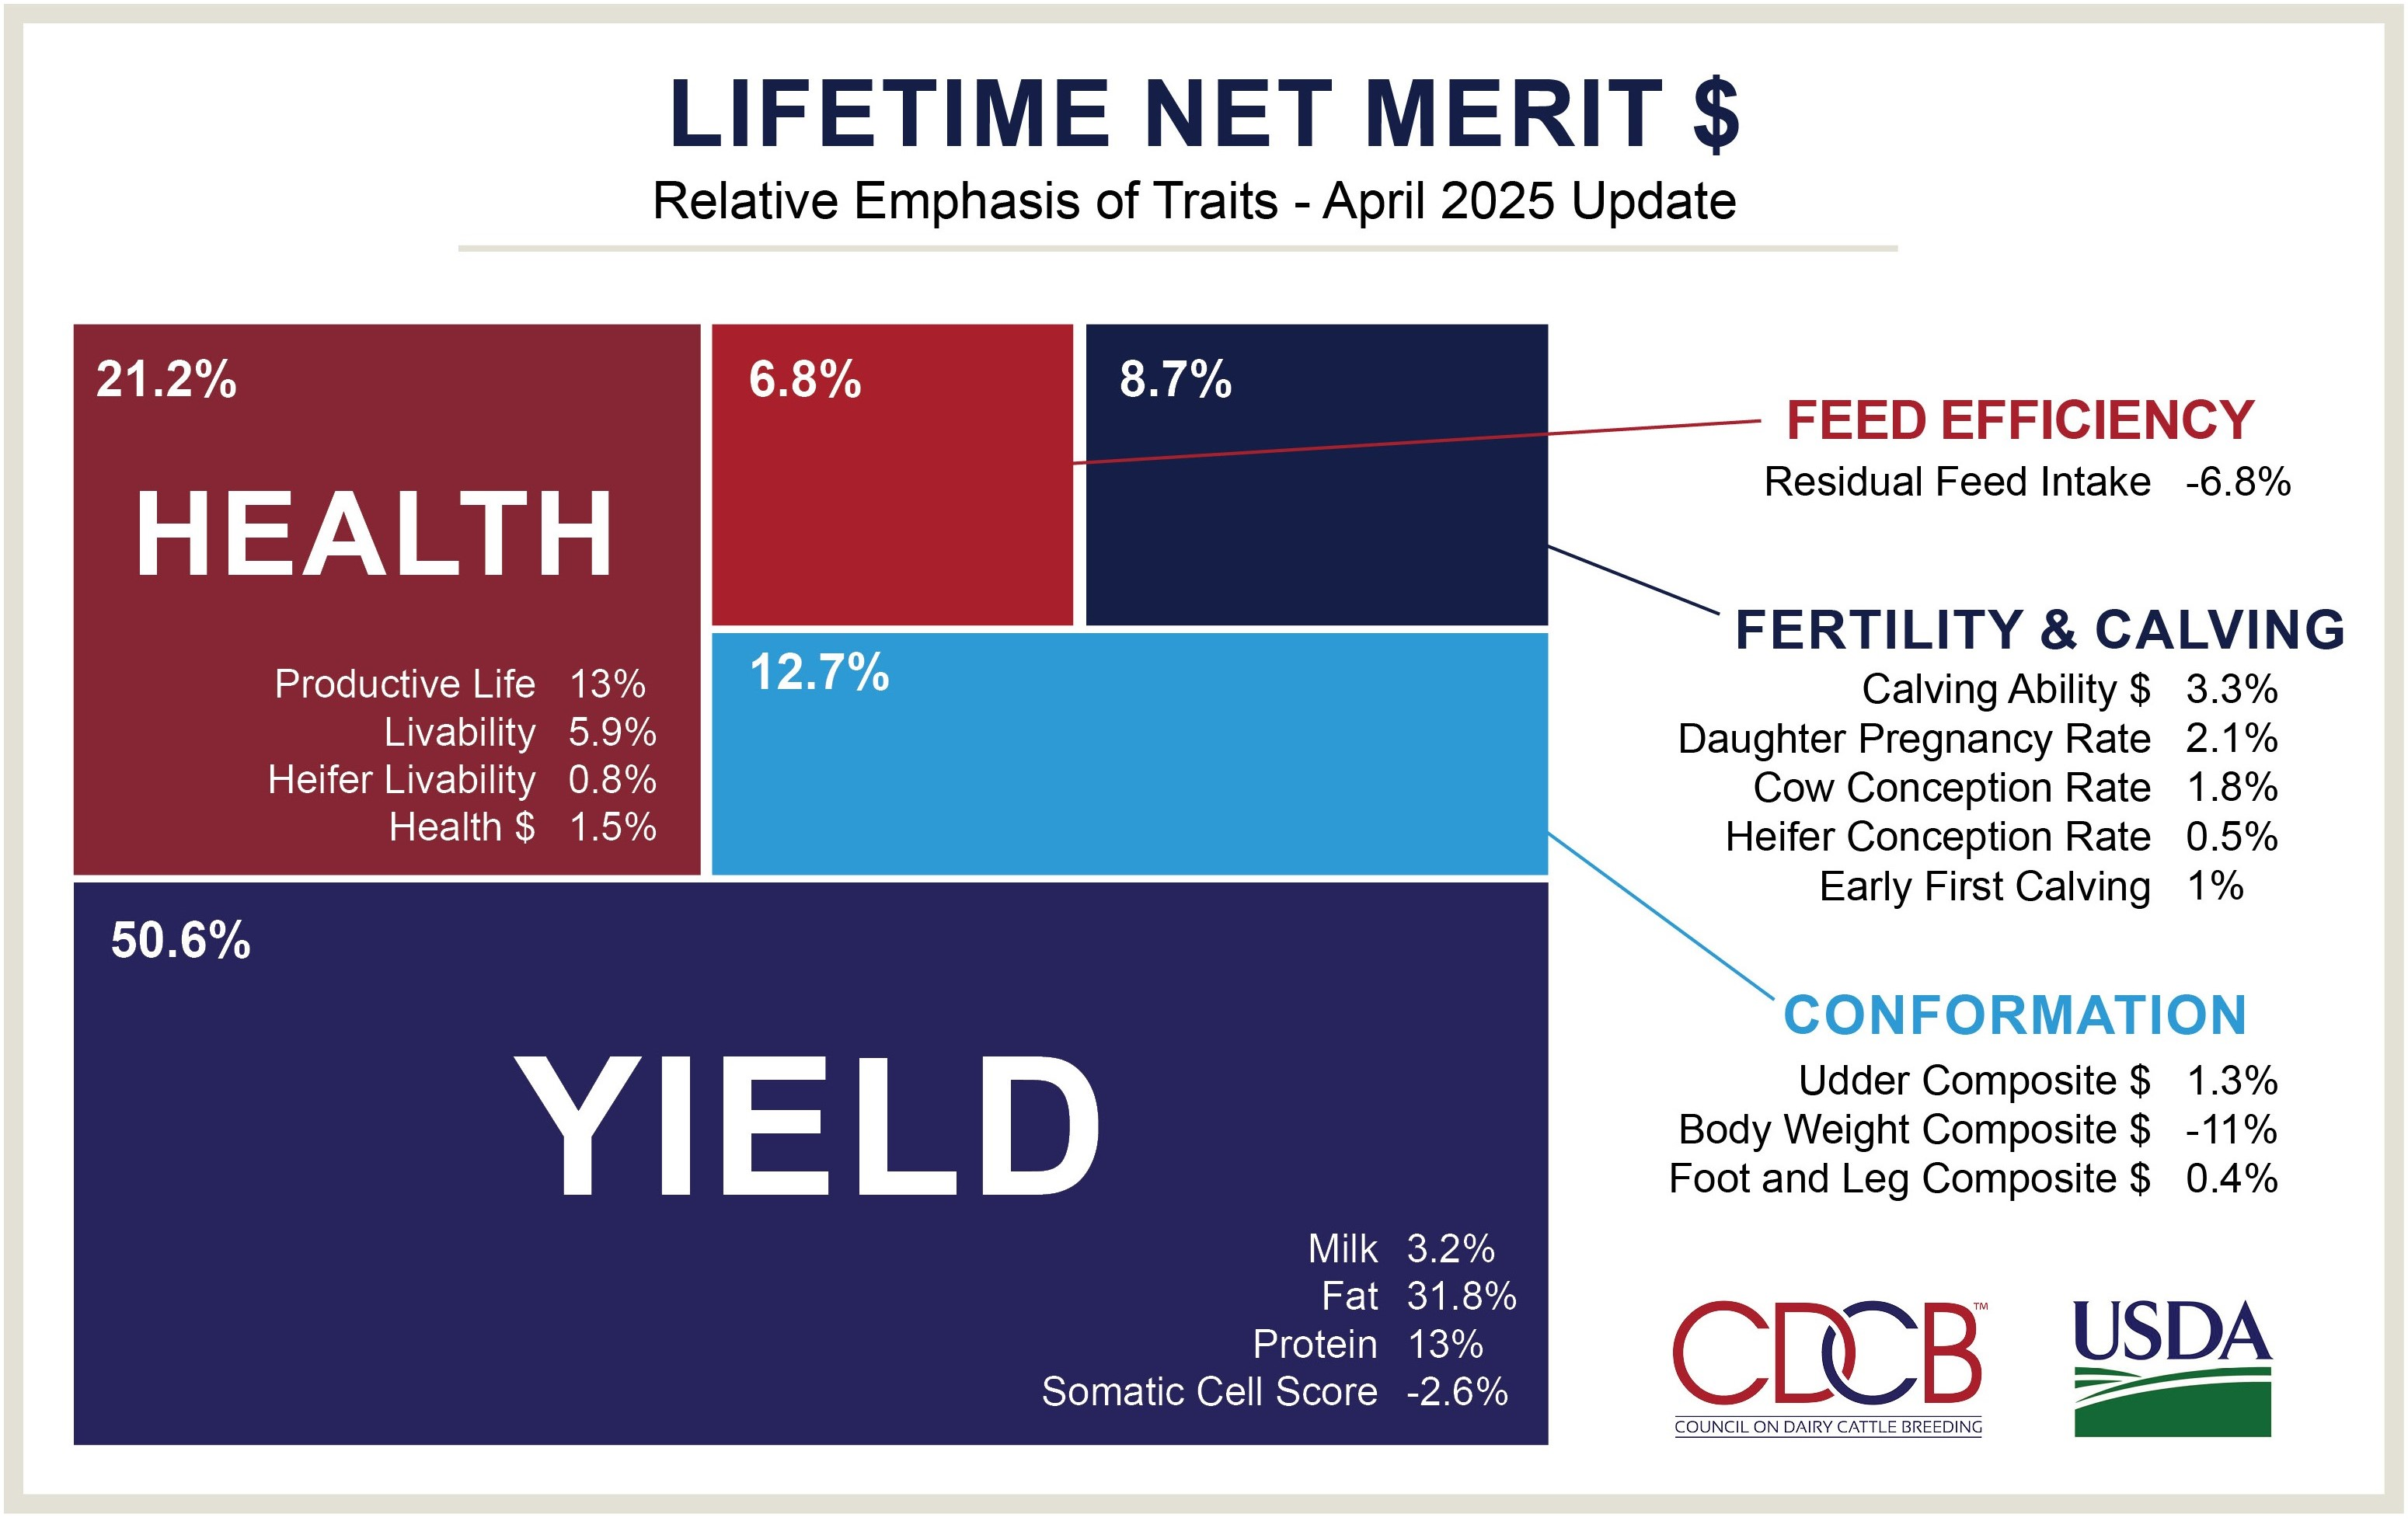 LIFETIME NET MERIT $
Relative Emphasis of Traits - April 2025 Update
21.2%
HEALTH
Productive Life 13%
Livability 5.9%
Heifer Livability 0.8%
Health $ 1.5%
6.8%
8.7%
12.7%
50.6%
YIELD
Milk 3.2%
Fat 31.8%
Protein 13%
Somatic Cell Score -2.6%
FEED EFFICIENCY
Residual Feed Intake -6.8%
FERTILITY & CALVING
Calving Ability $ 3.3%
Daughter Pregnancy Rate 2.1%
Cow Conception Rate 1.8%
Heifer Conception Rate 0.5%
Early First Calving 1%
CONFORMATION
Udder Composite $ 1.3%
Body Weight Composite $ -11%
Foot and Leg Composite $ 0.4%
CDCB™
COUNCIL ON DAIRY CATTLE BREEDING
USDA